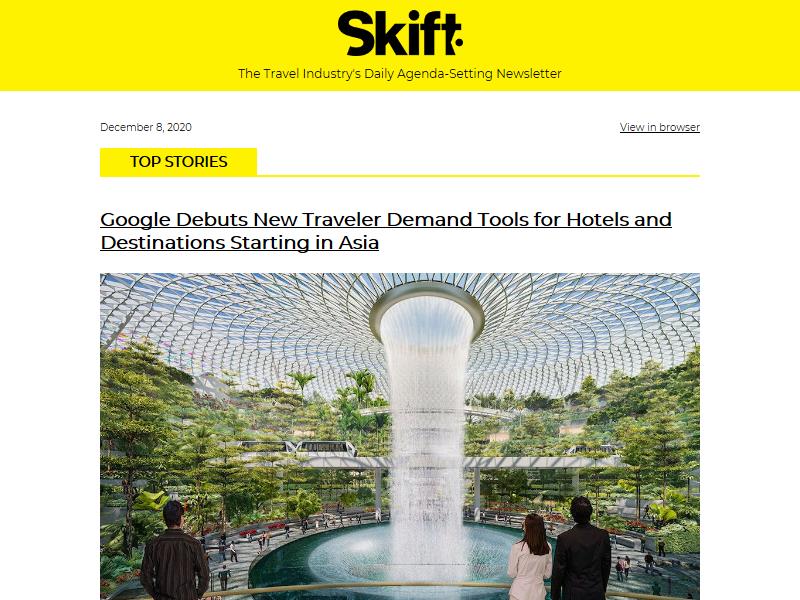 Skift.
The Travel Industry's Daily Agenda-Setting Newsletter
December 8, 2020
View in browser
TOP STORIES
Google Debuts New Traveler Demand Tools for Hotels and
Destinations Starting in Asia